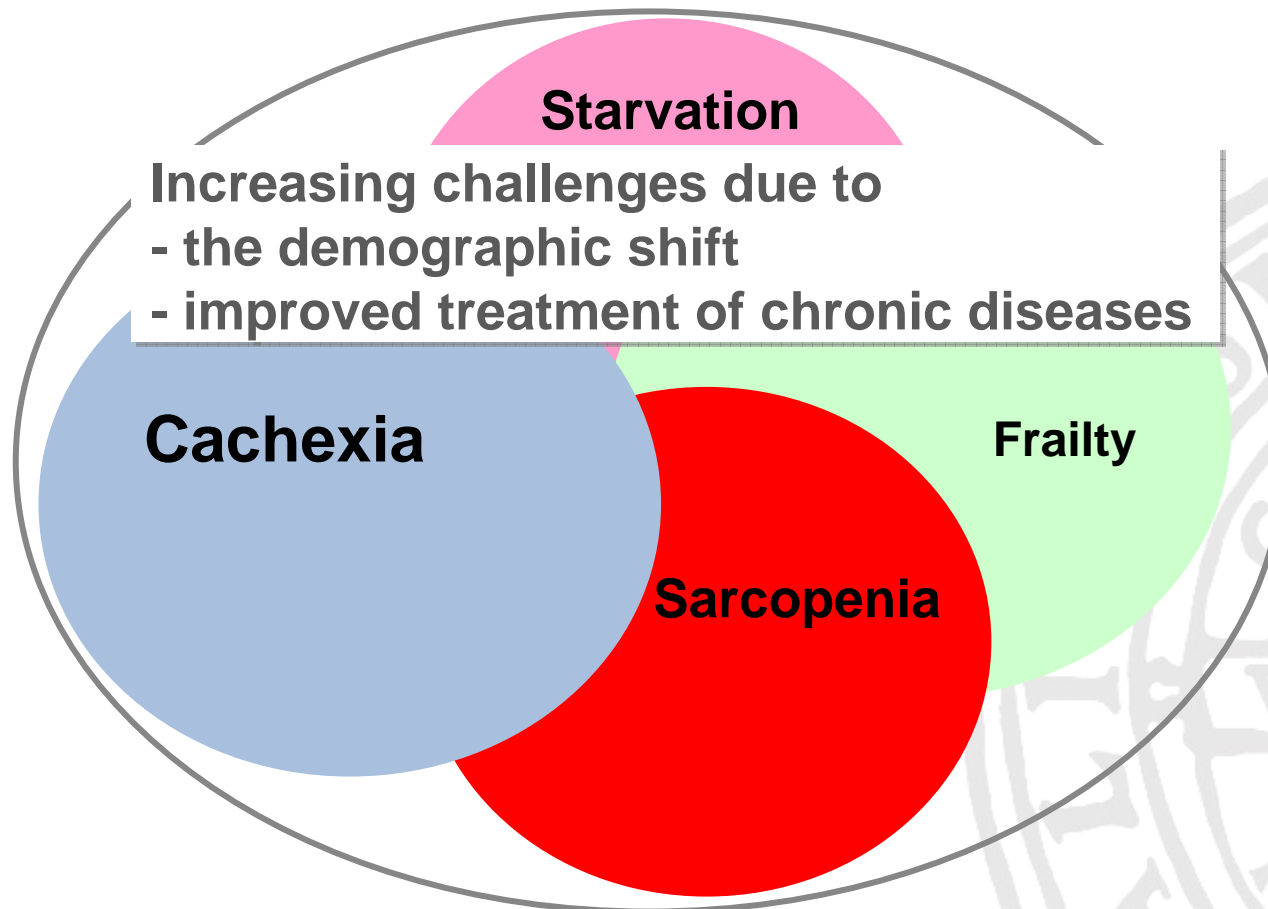 Starvation
Increasing challenges due to
- the demographic shift
- improved treatment of chronic diseases
Cachexia
Frailty
Sarcopenia